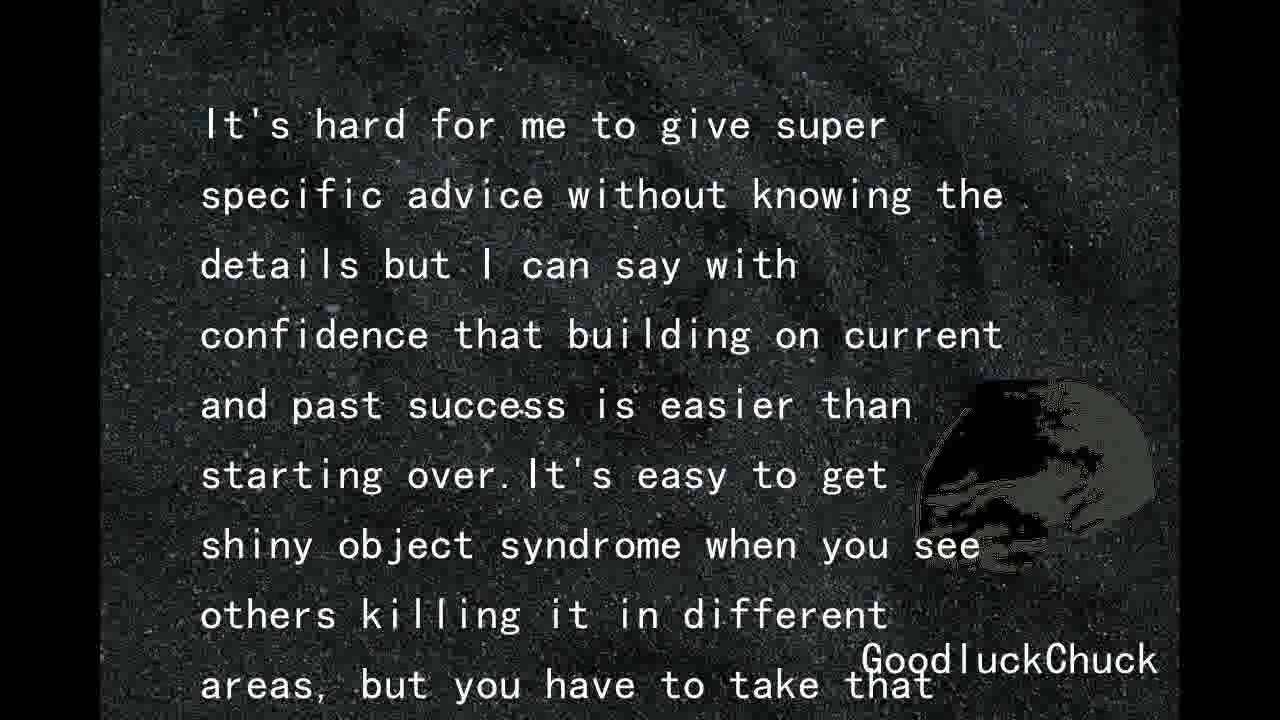 It's hard for me to give super
specific advice without knowing the
details but I can say with
confidence that building on current
and past success is easier than
starting over.It's easy to get
shiny object syndrome when you see
others killing it in different
GoodluckChuck
areas, but you have to take that